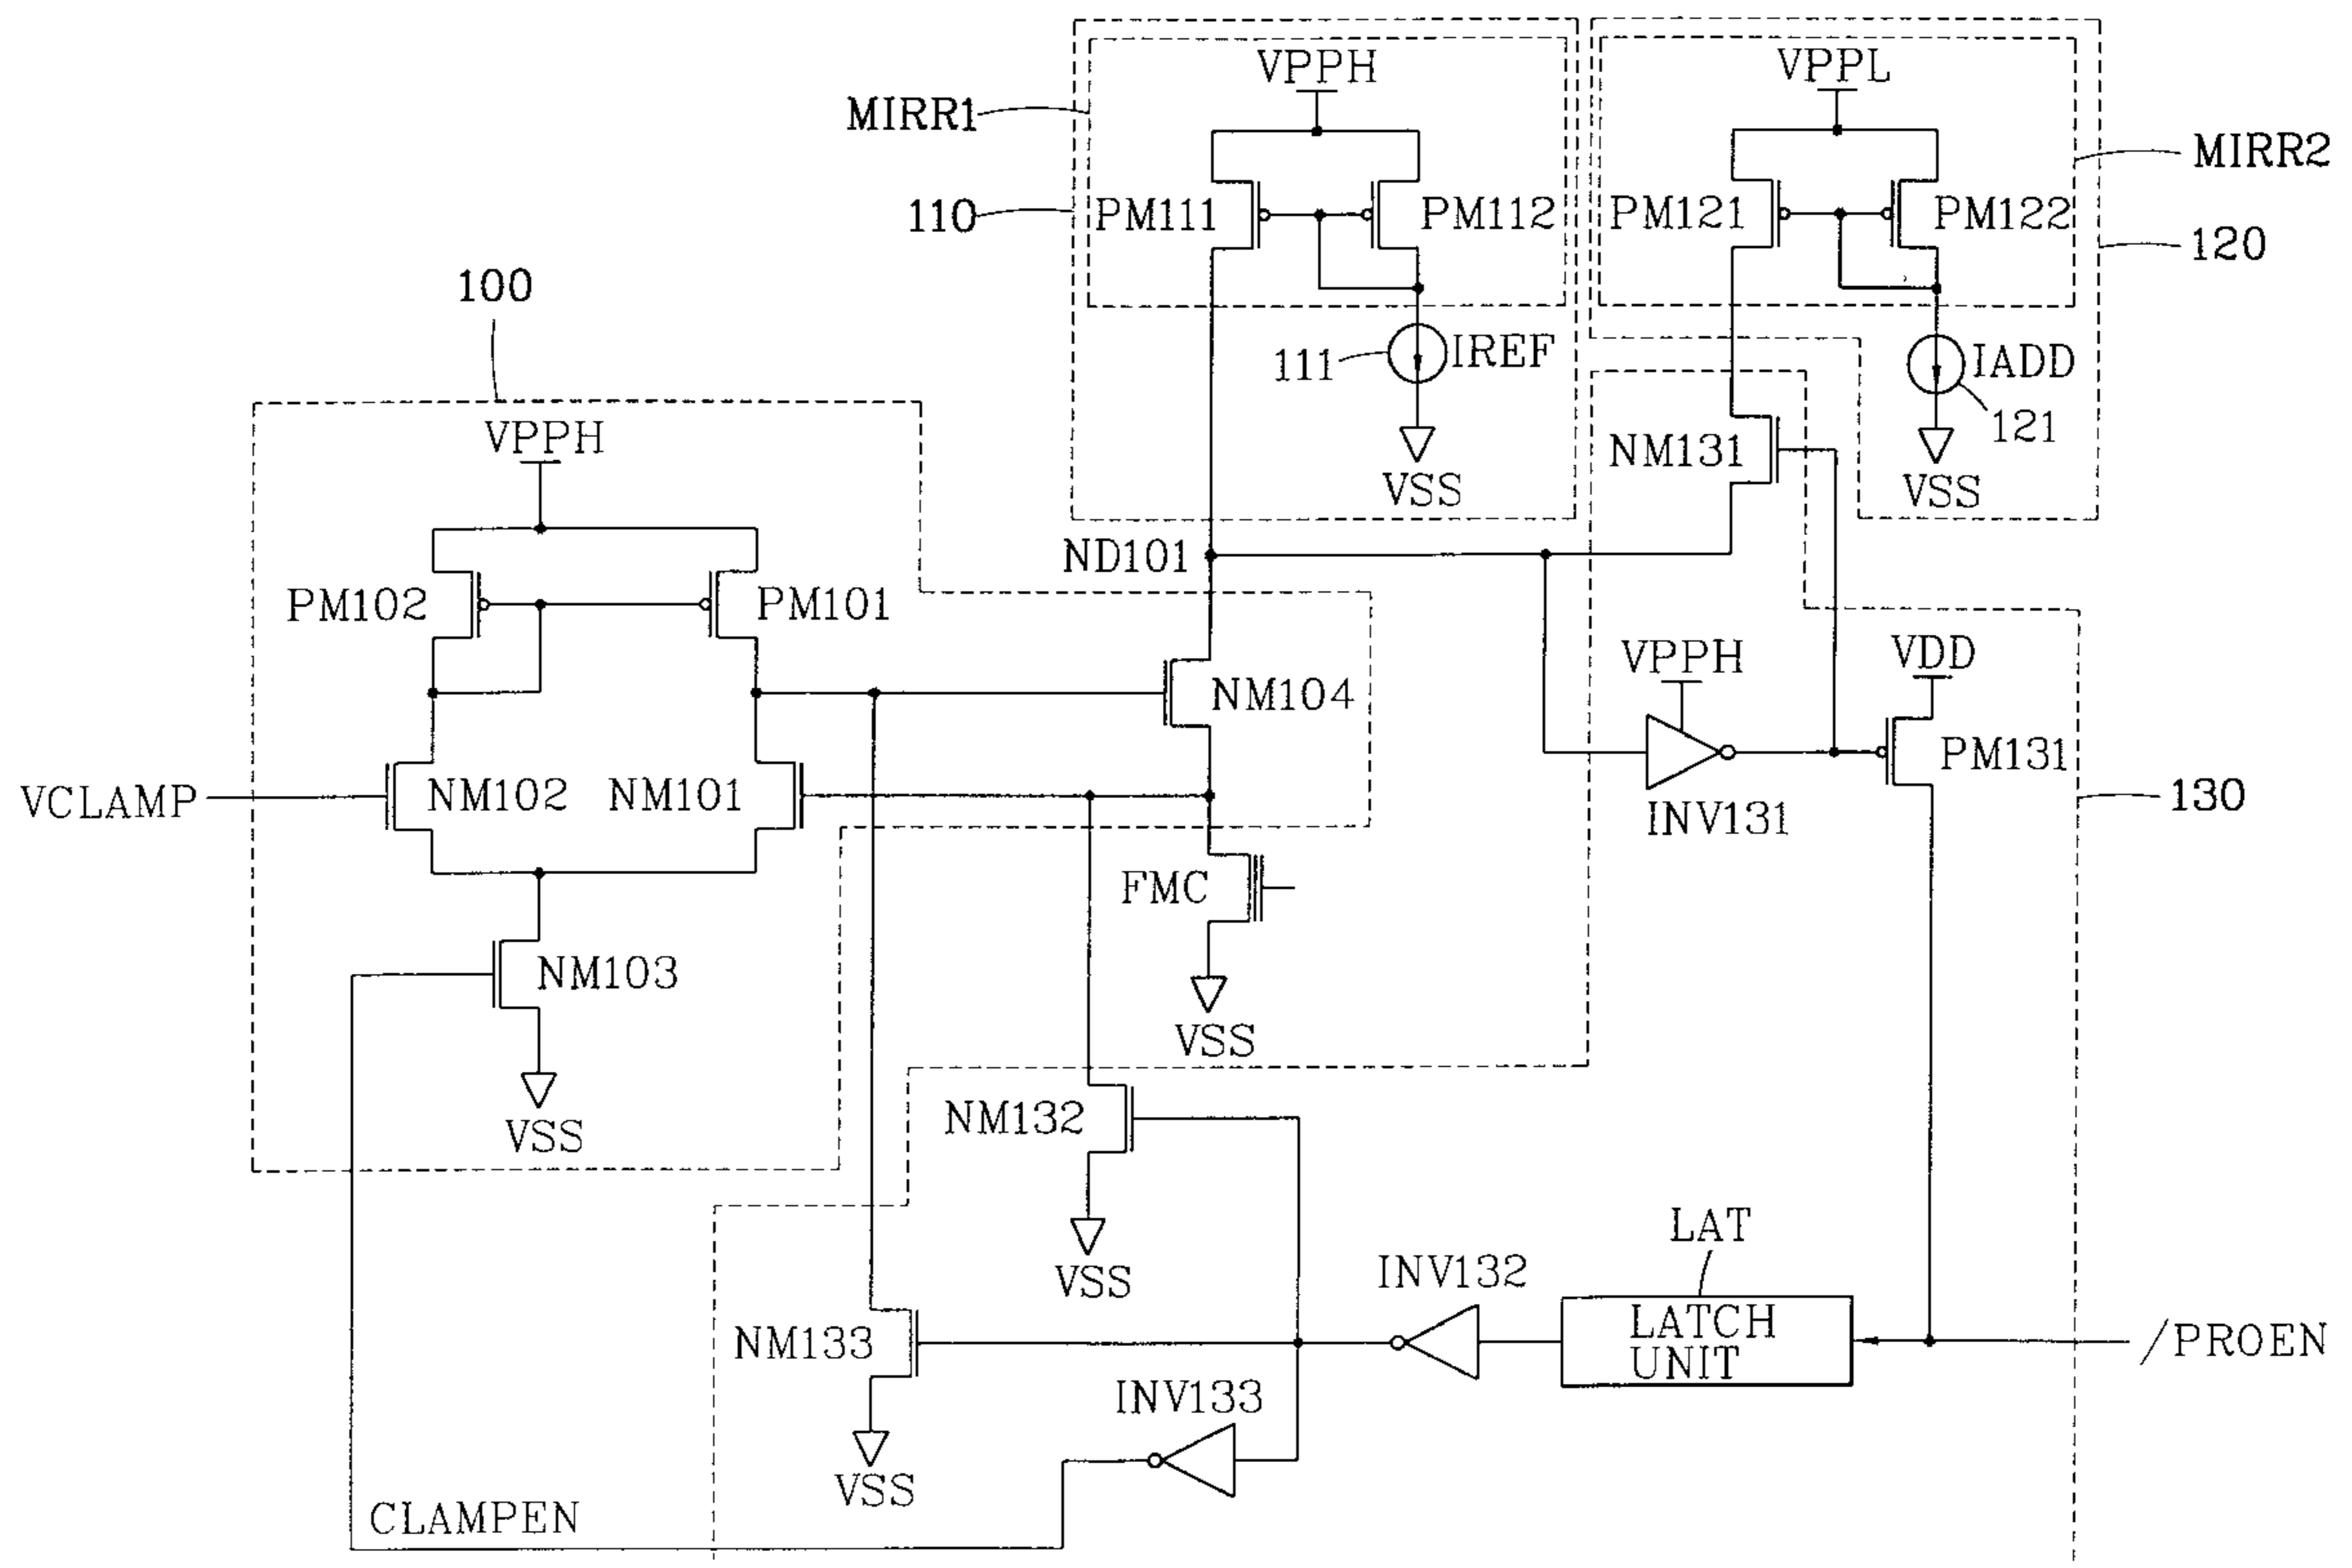 VPPH
VPPL
MIRR1
MIRR2
110
PM111
PM112
PM121
PM122
120
100
111
IREF
IADD
121
VPPH
NM131
VSS
VSS
ND101
PM102
PM101
VPPH
VDD
NM104
PM131
VCLAMP
NM102
NM101
INV131
130
FMC
NM103
VSS
NM132
VSS
LAT
VSS
INV132
NM133
LATCH
UNIT
/PROEN
INV133
VSS
CLAMPEN